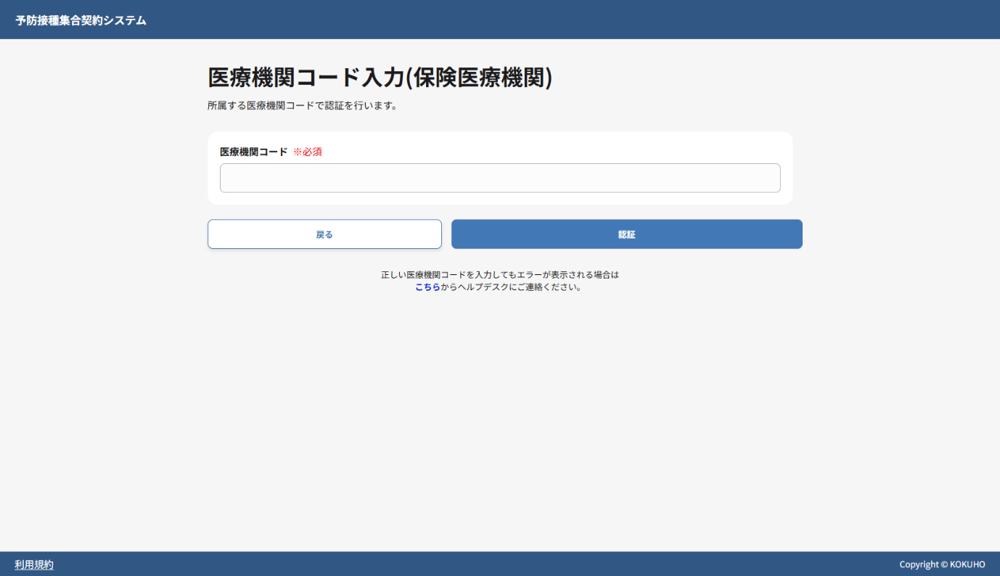 予防接種集合契約システム
医療機関コード入力(保険医療機関)
所属する医療機関コードで認証を行います。
医療機関コード ※必須
戻る
認証
正しい医療機関コードを入力してもエラーが表示される場合は
こちらからヘルプデスクにご連絡ください。
利用規約
Copyright © KOKUHO